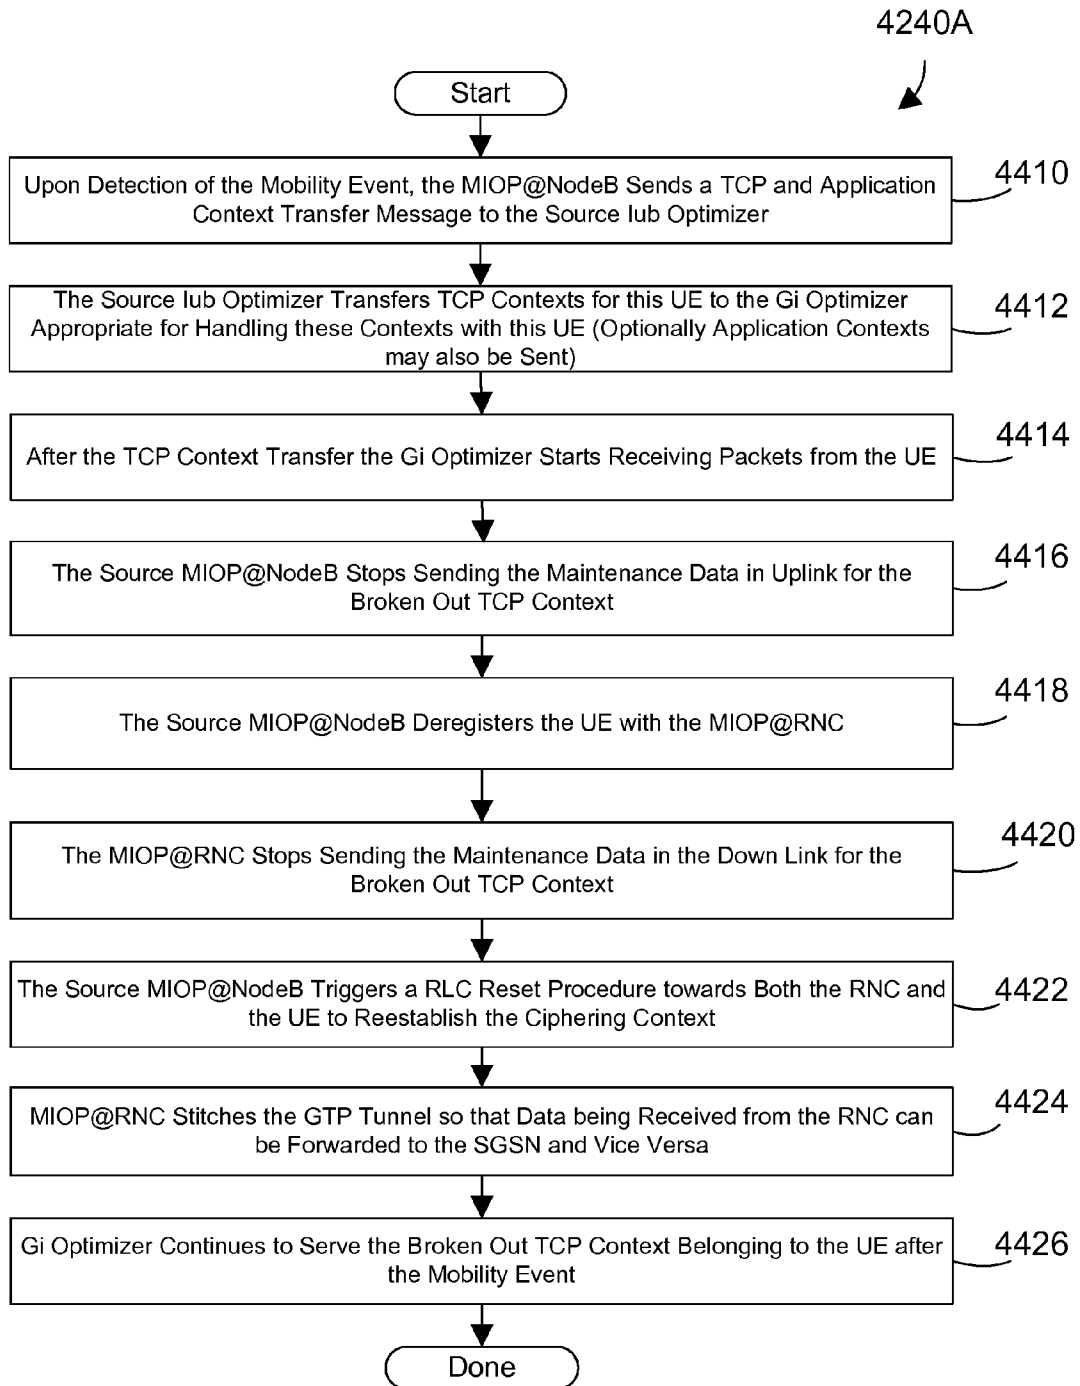 4240A
Start
Upon Detection of the Mobility Event, the MIOP@NodeB Sends a TCP and Application
Context Transfer Message to the Source Iub Optimizer
4410
The Source Iub Optimizer Transfers TCP Contexts for this UE to the Gi Optimizer
Appropriate for Handling these Contexts with this UE (Optionally Application Contexts
may also be Sent)
4412
After the TCP Context Transfer the Gi Optimizer Starts Receiving Packets from the UE
4414
The Source MIOP@NodeB Stops Sending the Maintenance Data in Uplink for the
Broken Out TCP Context
4416
The Source MIOP@NodeB Deregisters the UE with the MIOP@RNC
4418
The MIOP@RNC Stops Sending the Maintenance Data in the Down Link for the
Broken Out TCP Context
4420
The Source MIOP@NodeB Triggers a RLC Reset Procedure towards Both the RNC and
the UE to Reestablish the Ciphering Context
4422
MIOP@RNC Stitches the GTP Tunnel so that Data being Received from the RNC can
be Forwarded to the SGSN and Vice Versa
4424
Gi Optimizer Continues to Serve the Broken Out TCP Context Belonging to the UE after
the Mobility Event
4426
Done